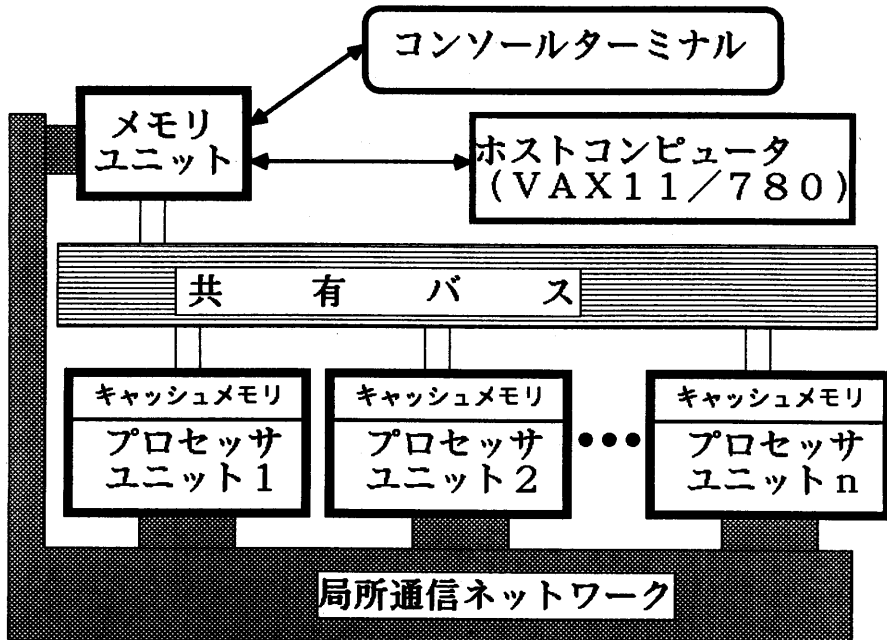 コンソールターミナル
メモリ
ユニット
ホストコンピュータ
(ＶＡＸ１１／７８０)
共有バス
キャッシュメモリ
プロセッサ
ユニット１
キャッシュメモリ
プロセッサ
ユニット２
●●●
キャッシュメモリ
プロセッサ
ユニットｎ
局所通信ネットワーク